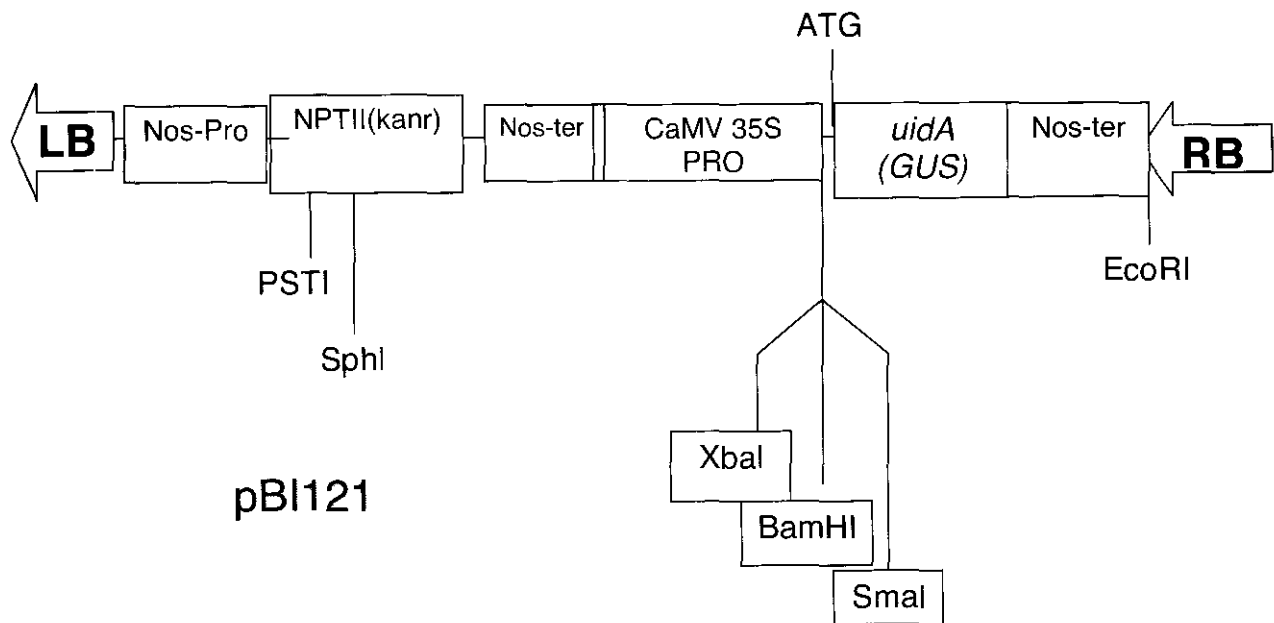 ATG
LB
Nos-Pro
NPTII(kanr)
Nos-ter
CaMV 35S
PRO
uidA
(GUS)
Nos-ter
RB
PSTI
SphI
EcoRI
XbaI
BamHI
SmaI
pBI121